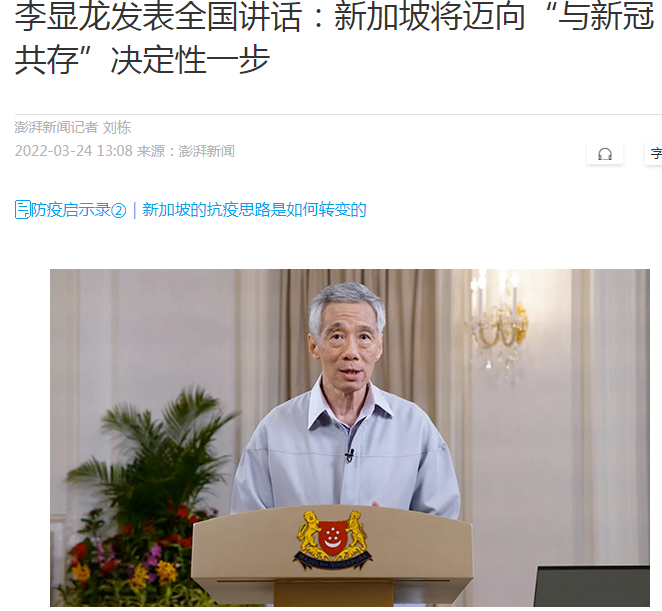 李显龙发表全国讲话：新加坡将迈向“与新冠
共存”决定性一步
澎湃新闻记者 刘栋
2022-03-24 13:08 来源：澎湃新闻
字
防疫启示录②｜新加坡的抗疫思路是如何转变的
MAJULAH SINGAPURA